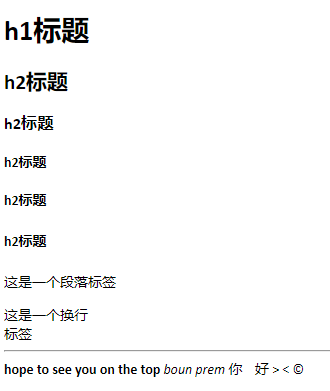 h1标题
h2标题
h2标题
h2标题
h2标题
h2标题
这是一个段落标签
这是一个换行
标签
hope to see you on the top boun prem 你 好 > < ©